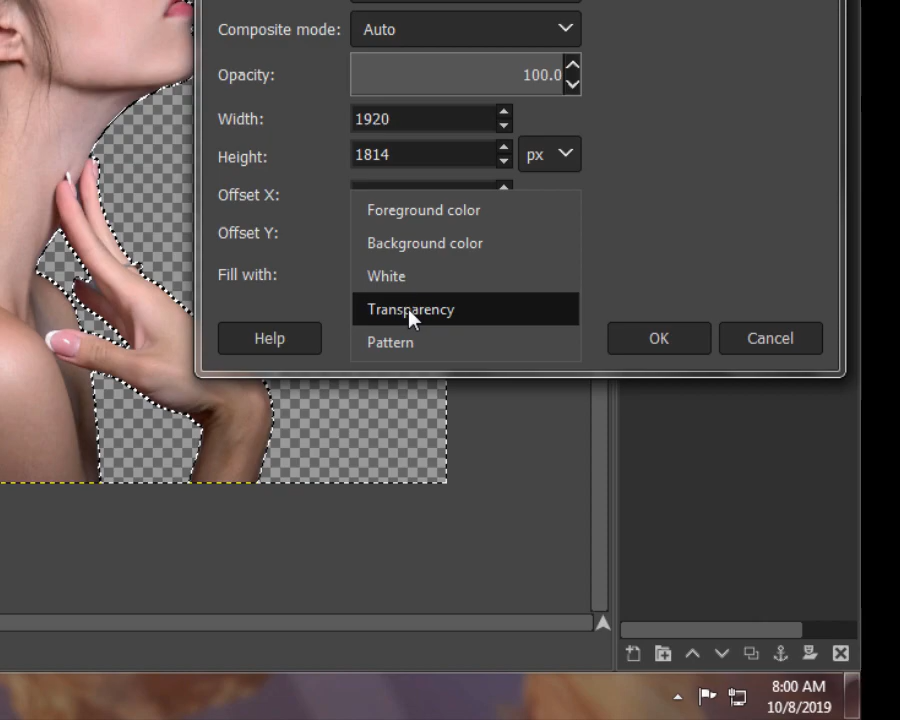 Composite mode: Auto
Opacity: 100.0
Width: 1920
Height: 1814 px
Offset X:
Foreground color
Offset Y:
Background color
Fill with:
White
Transparency
Pattern
Help OK Cancel
8:00 AM
10/8/2019